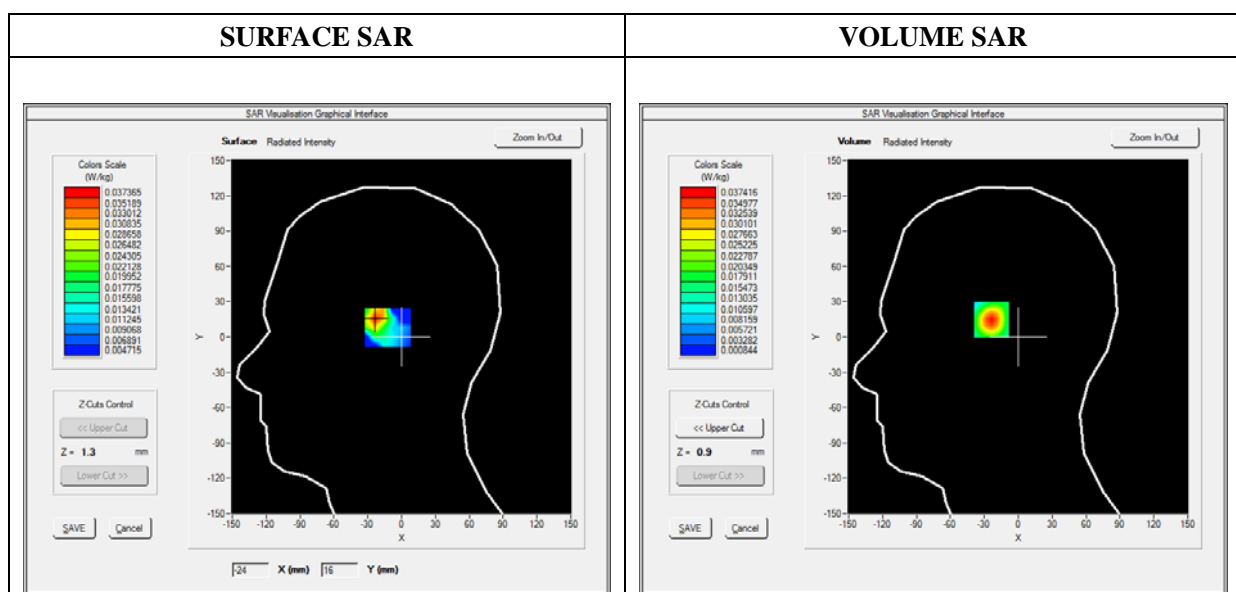 SURFACE SAR
VOLUME SAR
SAR Visualisation Graphical Interface
Surface Radiated Intensity
Zoom In/Out
Colors Scale
(W/kg)
0.037365
0.035189
0.033012
0.030835
0.028658
0.026482
0.024305
0.022128
0.019952
0.017775
0.015598
0.013421
0.011245
0.009068
0.006891
0.004715
Z-Cuts Control
<< Upper Cut
Z = 1.3 mm
Lower Cut >>
SAVE Cancel
150
120
90
60
30
0
-30
-60
-90
-120
-150
Y
-150 -120 -90 -60 -30 0 30 60 90 120 150
X
-24 X (mm) 16 Y (mm)
SAR Visualisation Graphical Interface
Volume Radiated Intensity
Zoom In/Out
Colors Scale
(W/kg)
0.037416
0.034977
0.032539
0.030101
0.027663
0.025225
0.022787
0.020349
0.017911
0.015473
0.013035
0.010597
0.008159
0.005721
0.003282
0.000844
Z-Cuts Control
<< Upper Cut
Z = 0.9 mm
Lower Cut >>
SAVE Cancel
150
120
90
60
30
0
-30
-60
-90
-120
-150
Y
-150 -120 -90 -60 -30 0 30 60 90 120 150
X